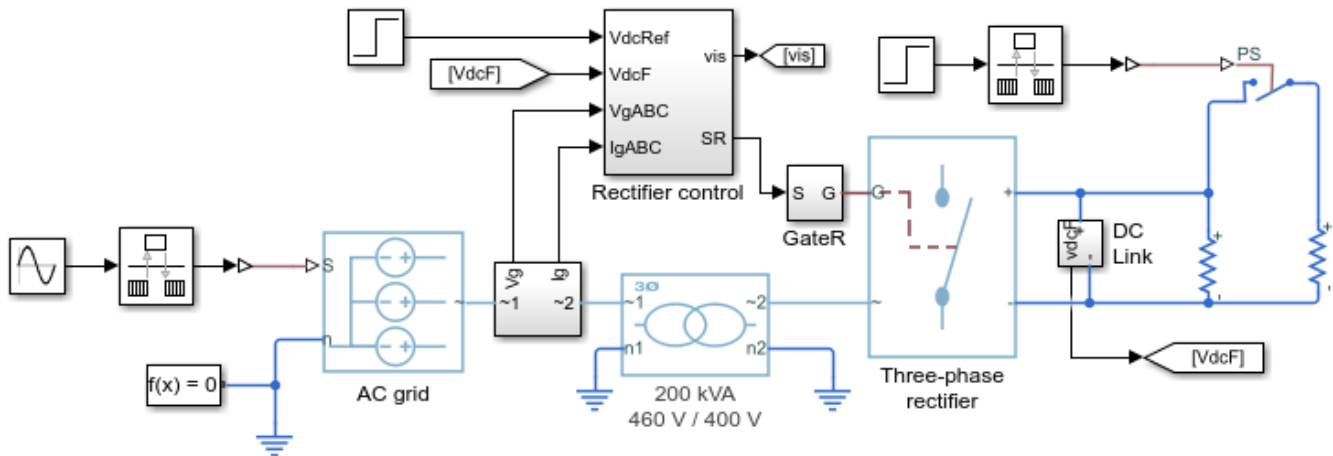 VdcRef
vis
[vis]
[VdcF]
VdcF
PS
VgABC
IgABC
SR
Rectifier control
S G
G
+
GateR
vdcF
+
-
DC
Link
+
-
+
-
S
Vg
Ig
3Ø
~
~1
~2
~1
~2
~
-
n
n1
n2
[VdcF]
f(x) = 0
AC grid
200 kVA
460 V / 400 V
Three-phase
rectifier
- +
- +
- +